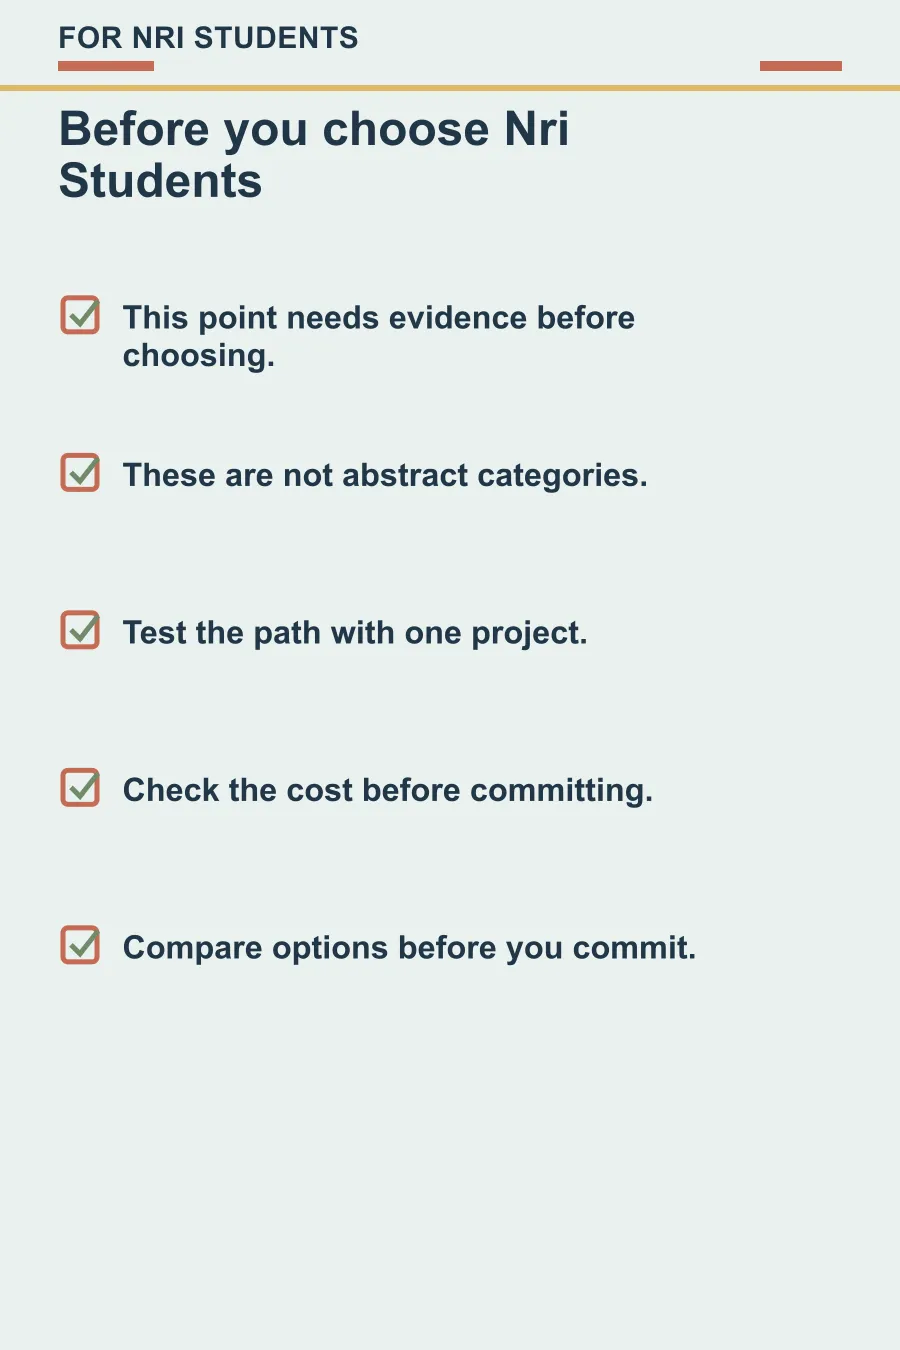 FOR NRI STUDENTS
Before you choose Nri
Students
This point needs evidence before
choosing.
These are not abstract categories.
Test the path with one project.
Check the cost before committing.
Compare options before you commit.